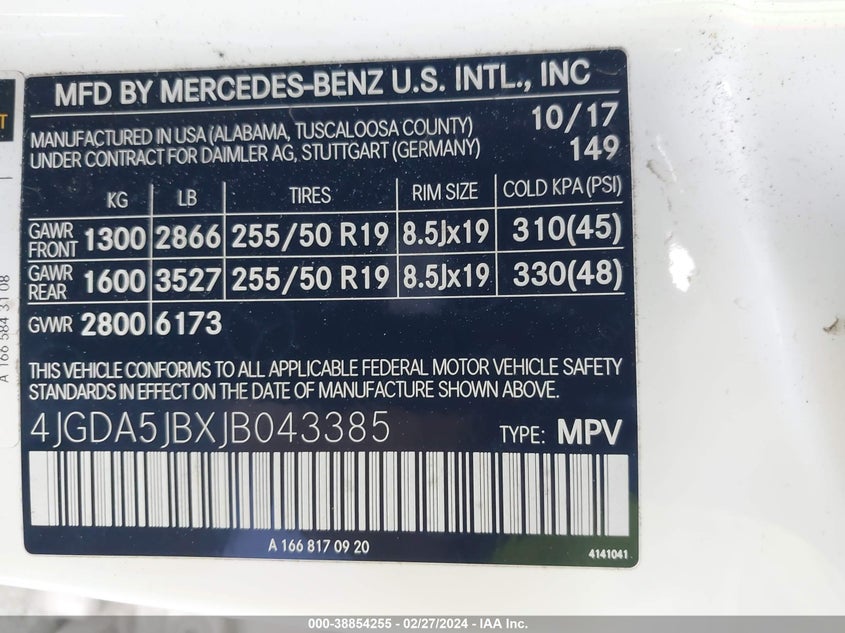 MFD BY MERCEDES-BENZ U.S. INTL., INC
MANUFACTURED IN USA (ALABAMA, TUSCALOOSA COUNTY) 10/17
UNDER CONTRACT FOR DAIMLER AG, STUTTGART (GERMANY) 149
KG LB TIRES RIM SIZE COLD KPA (PSI)
GAWR FRONT 1300 2866 255/50 R19 8.5Jx19 310(45)
GAWR REAR 1600 3527 255/50 R19 8.5Jx19 330(48)
GVWR 2800 6173
THIS VEHICLE CONFORMS TO ALL APPLICABLE FEDERAL MOTOR VEHICLE SAFETY
STANDARDS IN EFFECT ON THE DATE OF MANUFACTURE SHOWN ABOVE.
4JGDA5JBXJB043385 TYPE: MPV
A 166 817 09 20 4141041
A 166 584 31 08
000-38854255 - 02/27/2024 - IAA Inc.